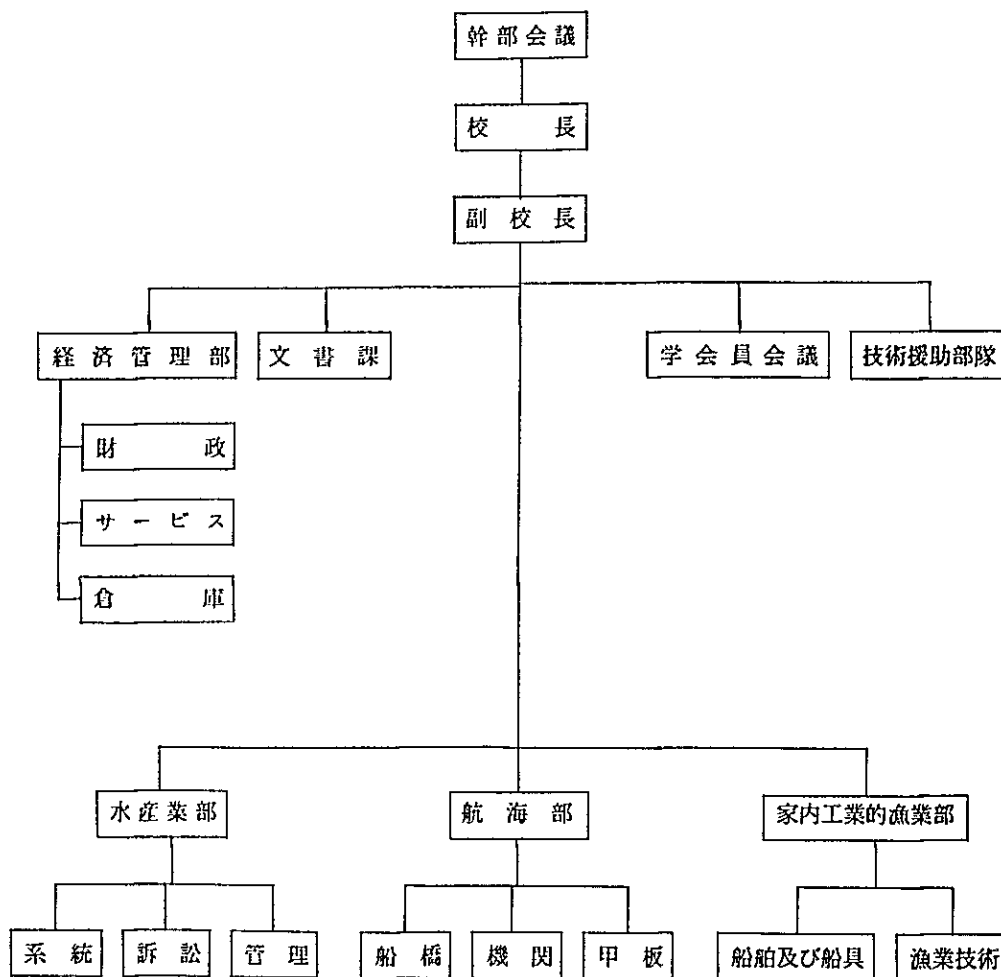 幹部会議
校長
副校長
経済管理部
文書課
学会員会議
技術援助部隊
財政
サービス
倉庫
水産業部
航海部
家内工業的漁業部
系統
訴訟
管理
船橋
機関
甲板
船舶及び船具
漁業技術